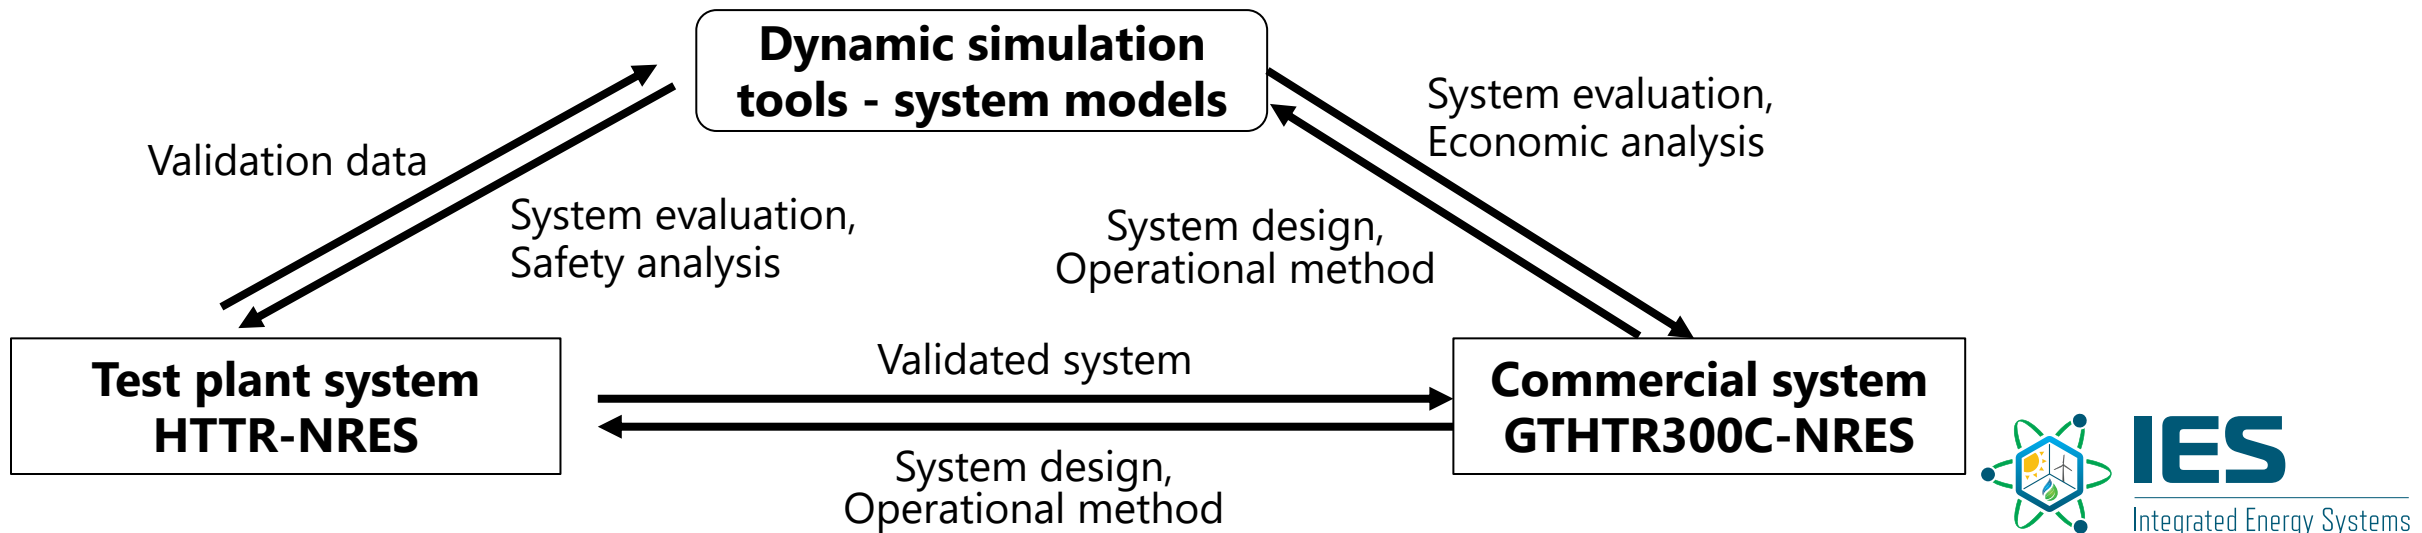 Dynamic simulation
tools - system models
Validation data
System evaluation,
Safety analysis
System evaluation,
Economic analysis
System design,
Operational method
Test plant system
HTTR-NRES
Validated system
System design,
Operational method
Commercial system
GTHTR300C-NRES
IES
Integrated Energy Systems